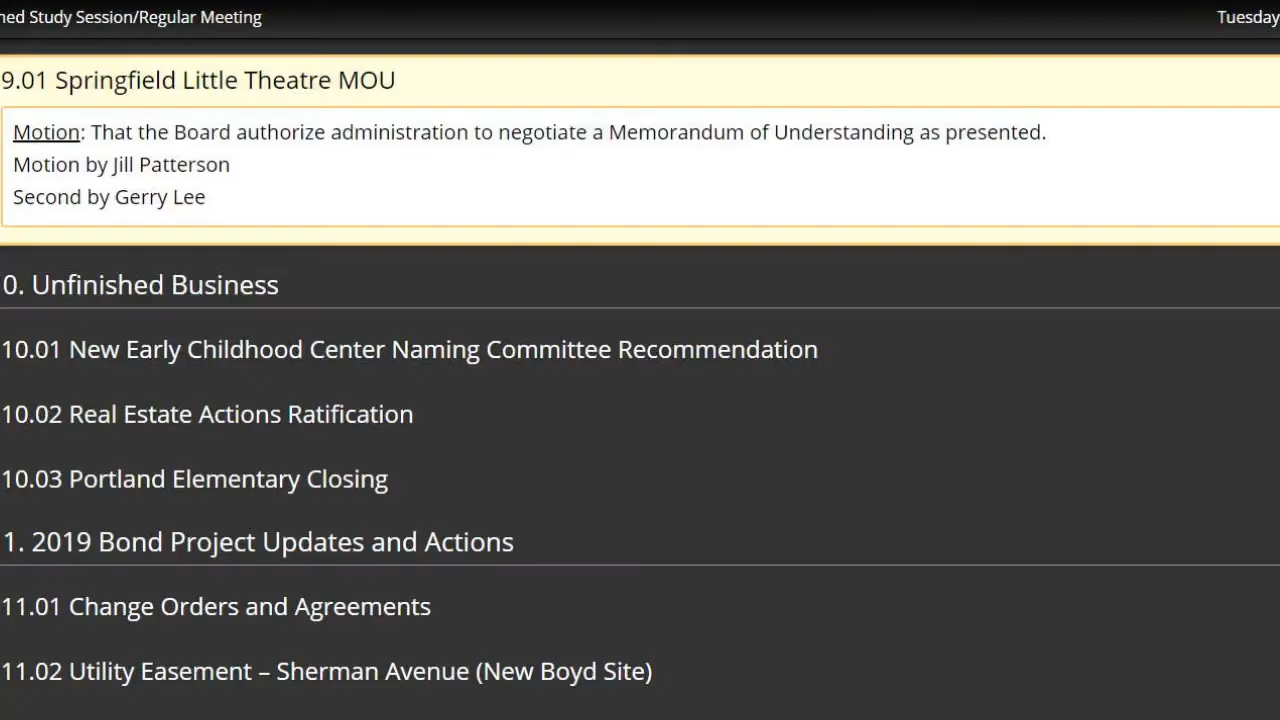 ned Study Session/Regular Meeting
Tuesday
9.01 Springfield Little Theatre MOU
Motion: That the Board authorize administration to negotiate a Memorandum of Understanding as presented.
Motion by Jill Patterson
Second by Gerry Lee
0. Unfinished Business
10.01 New Early Childhood Center Naming Committee Recommendation
10.02 Real Estate Actions Ratification
10.03 Portland Elementary Closing
1. 2019 Bond Project Updates and Actions
11.01 Change Orders and Agreements
11.02 Utility Easement – Sherman Avenue (New Boyd Site)